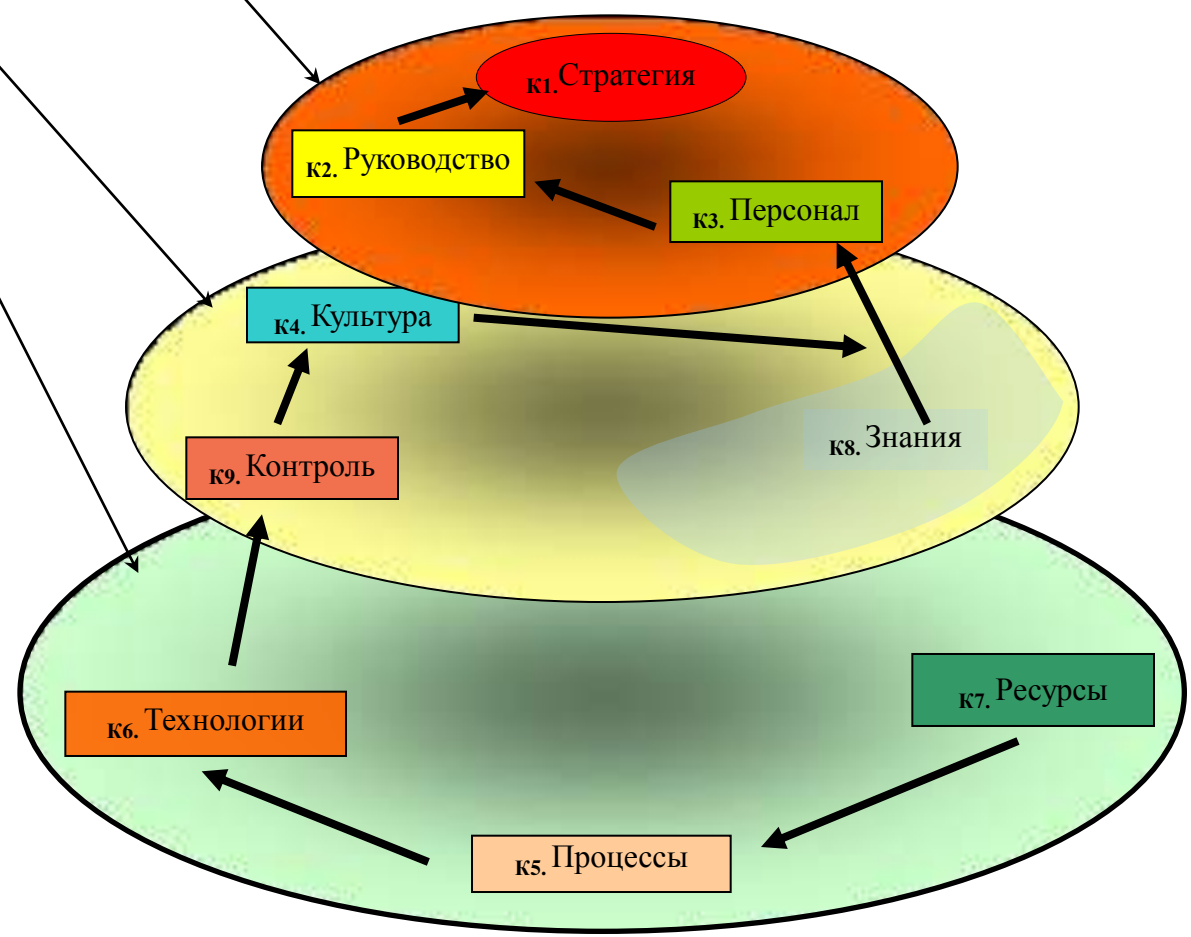 К1.Стратегия
К2. Руководство
К3. Персонал
К4. Культура
К8. Знания
К9. Контроль
К7. Ресурсы
К6. Технологии
К5. Процессы